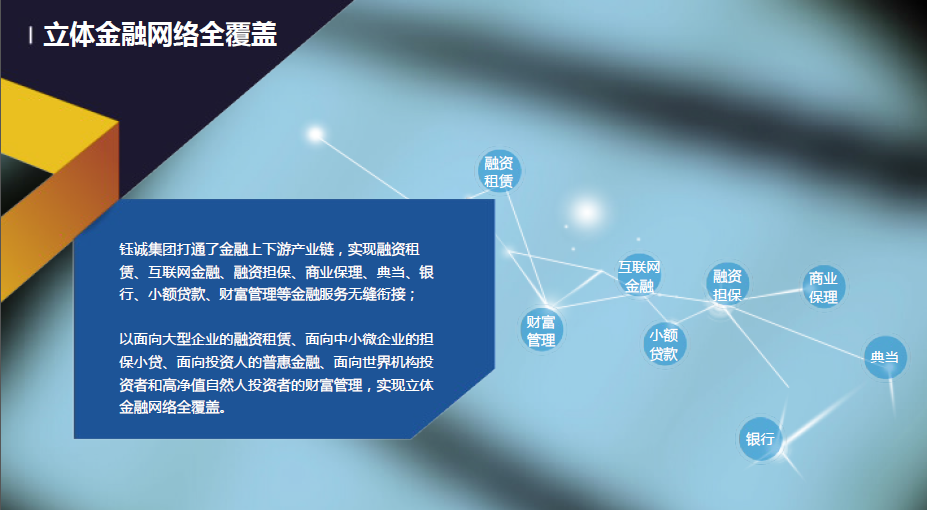 立体金融网络全覆盖
融资
租赁
钰诚集团打通了金融上下游产业链，实现融资租
赁、互联网金融、融资担保、商业保理、典当、银
行、小额贷款、财富管理等金融服务无缝衔接；
以面向大型企业的融资租赁、面向中小微企业的担
保小贷、面向投资人的普惠金融、面向世界机构投
资者和高净值自然人投资者的财富管理，实现立体
金融网络全覆盖。
互联网
金融
融资
担保
商业
保理
财富
管理
小额
贷款
典当
银行